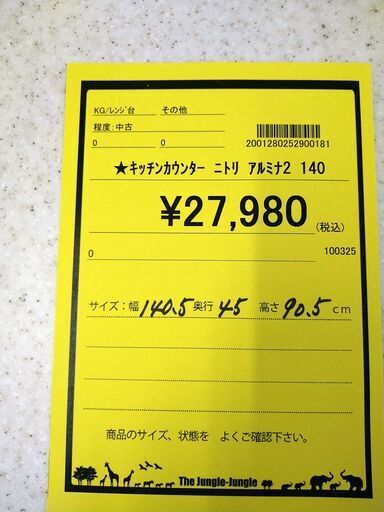 KG/ﾚﾝｼﾞ台 その他
程度:中古
0 0
2001280252900181
★キッチンカウンター ニトリ アルミナ2 140
¥27,980 (税込)
0 100325
サイズ:幅 140.5 奥行 45 高さ 90.5 cm
商品のサイズ、状態を よくご確認下さい。
The Jungle-Jungle